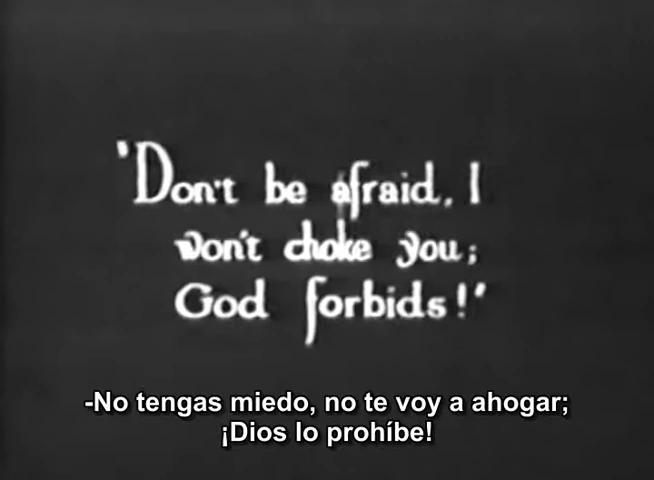 'Don't be afraid, I
won't choke you;
God forbids!'
-No tengas miedo, no te voy a ahogar;
¡Dios lo prohíbe!